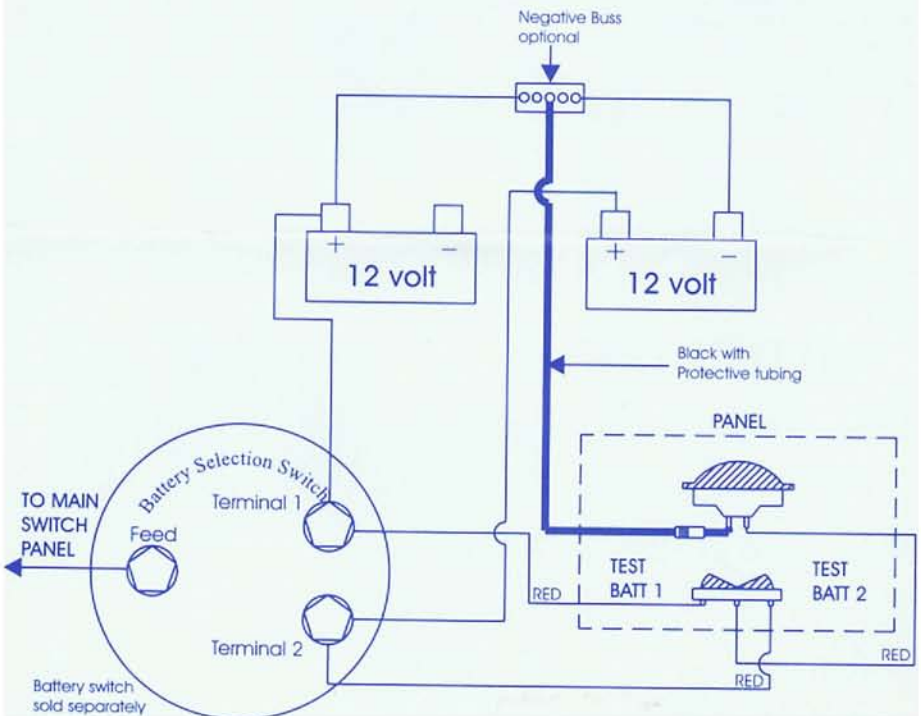 Negative Buss
optional
+
−
12 volt
+
−
12 volt
Black with
Protective tubing
PANEL
Battery Selection Switch
Terminal 1
TO MAIN
SWITCH
PANEL
Feed
TEST
BATT 1
TEST
BATT 2
RED
Terminal 2
RED
RED
Battery switch
sold separately